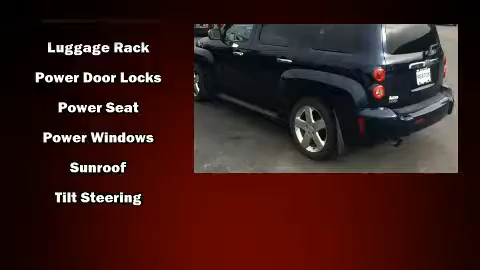 Luggage Rack
Power Door Locks
Power Seat
Power Windows
Sunroof
Tilt Steering